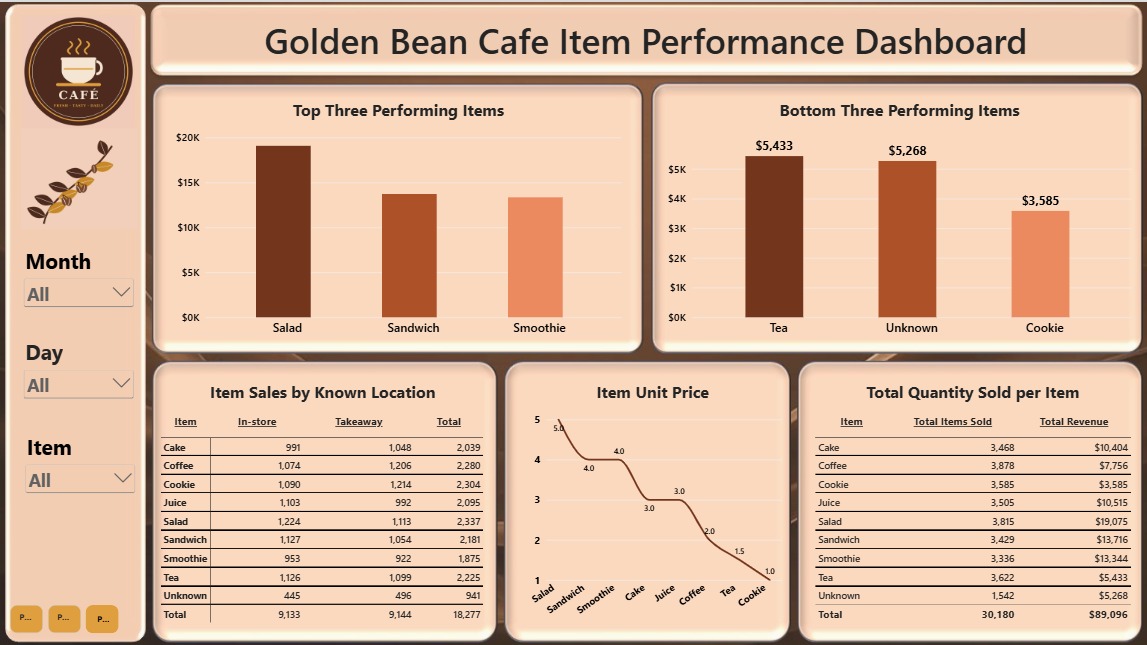 Golden Bean Cafe Item Performance Dashboard
CAFÉ
FRESH · TASTY · DAILY
Month
All
Day
All
Item
All
P...
P...
P...
Top Three Performing Items
$20K
$15K
$10K
$5K
$0K
Salad Sandwich Smoothie
Bottom Three Performing Items
$5K
$4K
$3K
$2K
$1K
$0K
$5,433
$5,268
$3,585
Tea Unknown Cookie
Item Sales by Known Location
Item In-store Takeaway Total
Cake 991 1,048 2,039
Coffee 1,074 1,206 2,280
Cookie 1,090 1,214 2,304
Juice 1,103 992 2,095
Salad 1,224 1,113 2,337
Sandwich 1,127 1,054 2,181
Smoothie 953 922 1,875
Tea 1,126 1,099 2,225
Unknown 445 496 941
Total 9,133 9,144 18,277
Item Unit Price
5
4
3
2
1
5.0
4.0
4.0
3.0
3.0
2.0
1.5
1.0
Salad Sandwich Smoothie Cake Juice Coffee Tea Cookie
Total Quantity Sold per Item
Item Total Items Sold Total Revenue
Cake 3,468 $10,404
Coffee 3,878 $7,756
Cookie 3,585 $3,585
Juice 3,505 $10,515
Salad 3,815 $19,075
Sandwich 3,429 $13,716
Smoothie 3,336 $13,344
Tea 3,622 $5,433
Unknown 1,542 $5,268
Total 30,180 $89,096